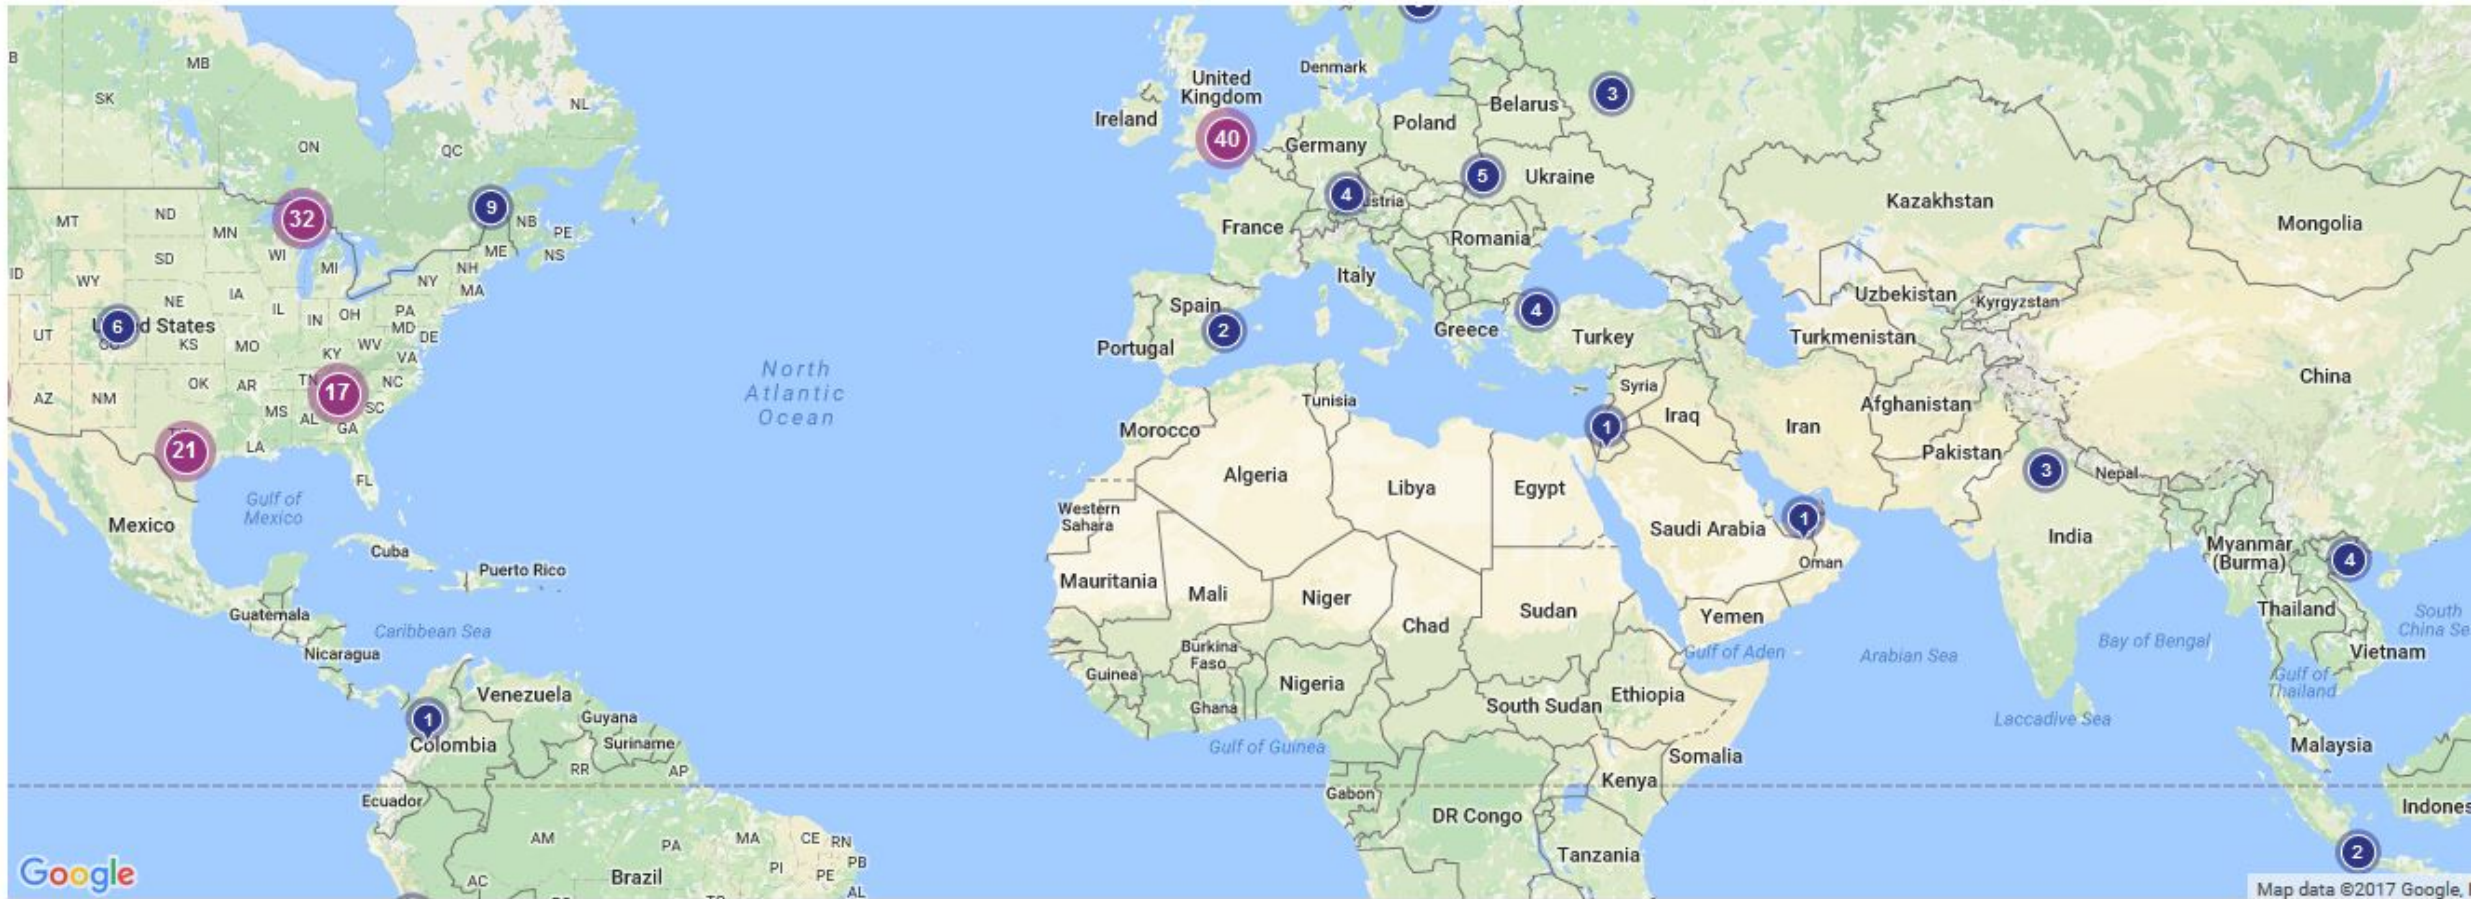 B
MB
SK
NL
ON
QC
Ireland
United
Kingdom
Denmark
Belarus
3
Poland
40
Germany
Ukraine
5
4
stria
Kazakhstan
Mongolia
MT
ND
MN
32
9
NB
PE
NS
ME
WI
MI
SD
ID
WY
NH
NY
MA
France
Romania
Italy
Uzbekistan
Kyrgyzstan
NE
IA
IL
IN
OH
PA
MD
DE
UT
6
d States
KS
MO
KY
WV
VA
Spain
2
Portugal
Greece
4
Turkey
Turkmenistan
China
AZ
NM
OK
AR
TN
17
NC
SC
MS
AL
GA
LA
21
FL
North
Atlantic
Ocean
Tunisia
Syria
Iraq
Iran
Afghanistan
Pakistan
Morocco
1
Algeria
Libya
Egypt
3
Nepal
Gulf of
Mexico
Mexico
Western
Sahara
Saudi Arabia
1
Oman
India
Myanmar
(Burma)
4
Cuba
Puerto Rico
Mauritania
Mali
Niger
Chad
Sudan
Yemen
Thailand
South
China Se
Guatemala
Caribbean Sea
Nicaragua
Burkina
Faso
Gulf of Aden
Arabian Sea
Bay of Bengal
Vietnam
Guinea
Nigeria
Ethiopia
Gulf of
Thailand
Venezuela
Guyana
Suriname
1
Colombia
Ghana
South Sudan
Laccadive Sea
Gulf of Guinea
Somalia
Malaysia
RR
AP
Ecuador
Gabon
Kenya
DR Congo
Indones
AM
PA
MA
CE
RN
PB
PI
PE
AL
AC
Brazil
Tanzania
2
Google
Map data ©2017 Google,